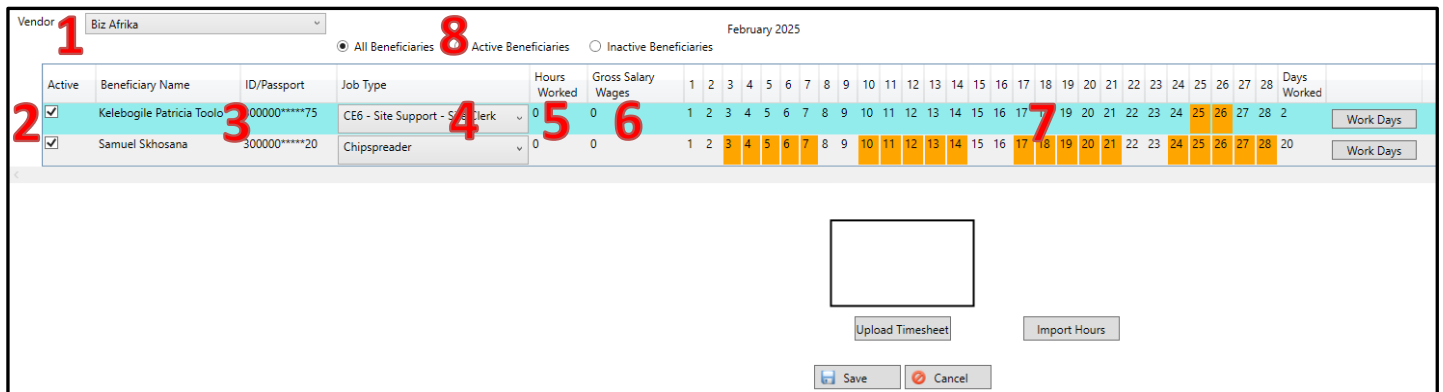 Vendor 1 Biz Afrika 8 February 2025
All Beneficiaries Active Beneficiaries Inactive Beneficiaries
Active Beneficiary Name ID/Passport Job Type Hours Worked Gross Salary Wages 1 2 3 4 5 6 7 8 9 10 11 12 13 14 15 16 17 18 19 20 21 22 23 24 25 26 27 28 Days Worked
2 Kelebogile Patricia Toolo 3 300000*****75 CE6 - Site Support - Site Clerk 4 0 5 0 6 1 2 3 4 5 6 7 8 9 10 11 12 13 14 15 16 17 18 7 19 20 21 22 23 24 25 26 27 28 2 Work Days
Samuel Skhosana 300000*****20 Chipspreader 0 0 1 2 3 4 5 6 7 8 9 10 11 12 13 14 15 16 17 18 19 20 21 22 23 24 25 26 27 28 20 Work Days
Upload Timesheet Import Hours
Save Cancel